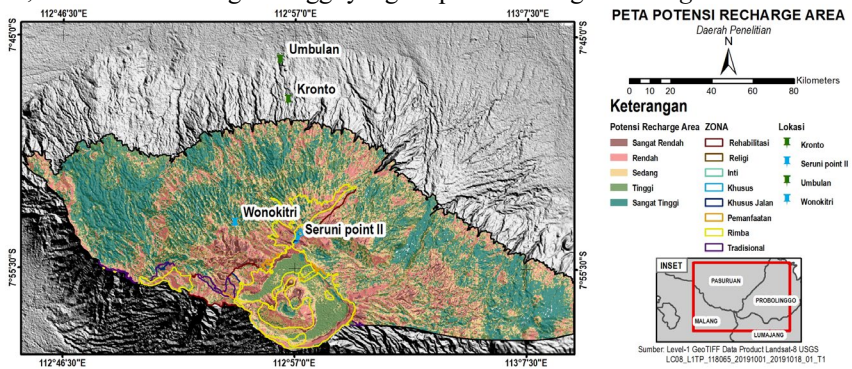 112°46'30"E
112°57'0"E
113°7'30"E
7°45'0"S
7°45'0"S
Umbulan
Kronto
Wonokitri
Seruni point II
7°55'30"S
7°55'30"S
112°46'30"E
112°57'0"E
113°7'30"E
PETA POTENSI RECHARGE AREA
Daerah Penelitian
N
Kilometers
0 10 20 40 60 80
Keterangan
Potensi Recharge Area
Sangat Rendah
Rendah
Sedang
Tinggi
Sangat Tinggi
ZONA
Rehabilitasi
Religi
Inti
Khusus
Khusus Jalan
Pemanfaatan
Rimba
Tradisional
Lokasi
Kronto
Seruni point II
Umbulan
Wonokitri
INSET
PASURUAN
PROBOLINGGO
MALANG
LUMAJANG
Sumber: Level-1 GeoTIFF Data Product Landsat-8 USGS
LC08_L1TP_118065_20191001_20191018_01_T1